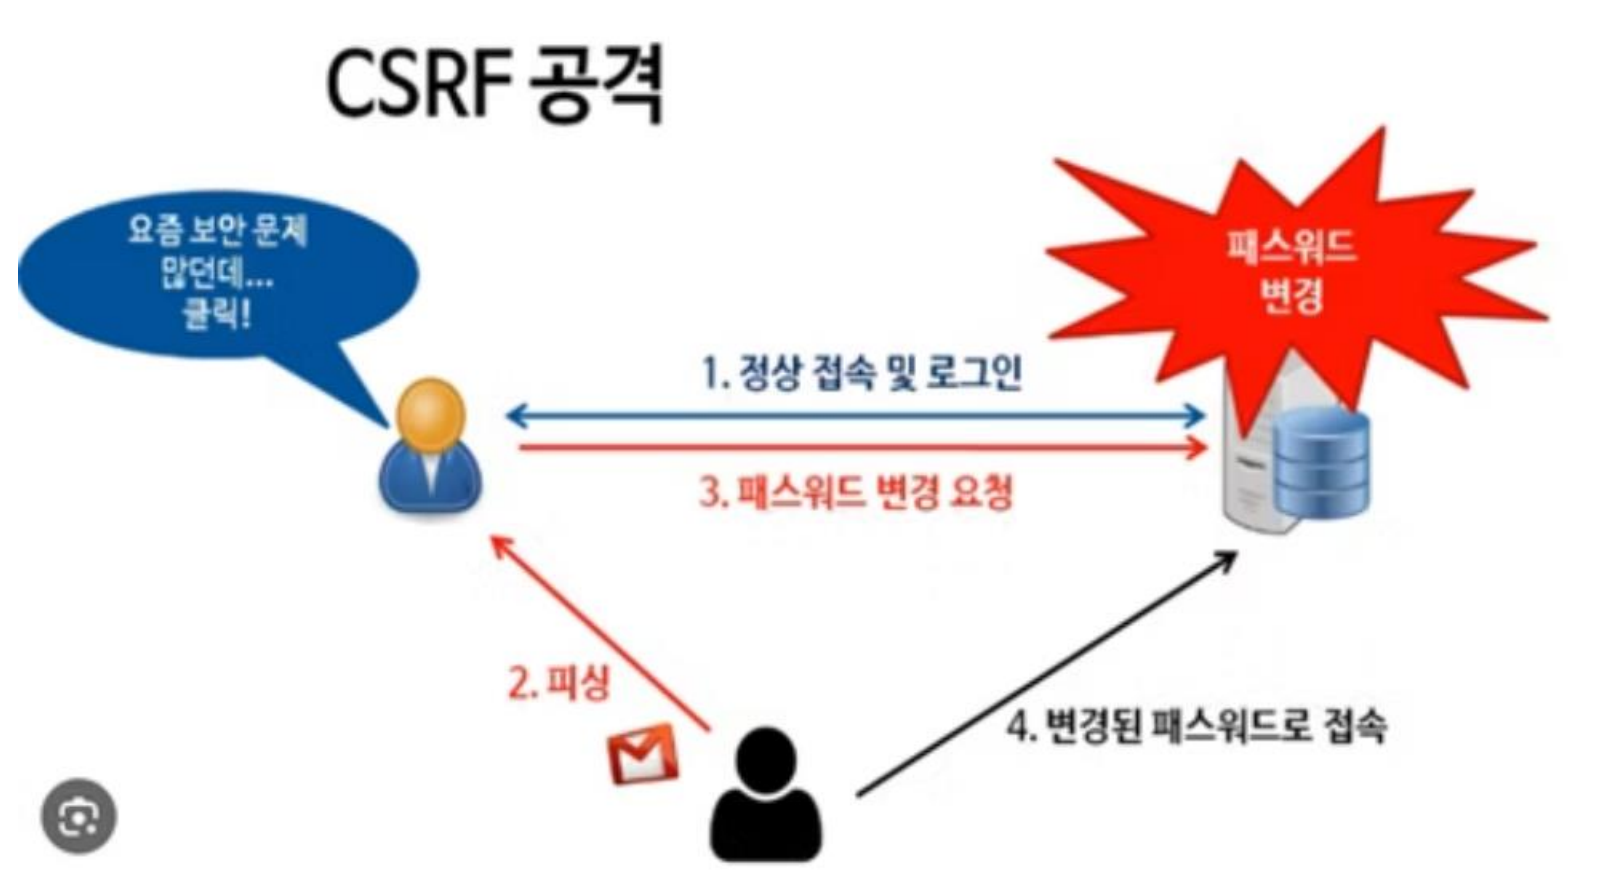 CSRF 공격
요즘 보안 문제
많던데...
클릭!
패스워드
변경
1. 정상 접속 및 로그인
3. 패스워드 변경 요청
2. 피싱
4. 변경된 패스워드로 접속